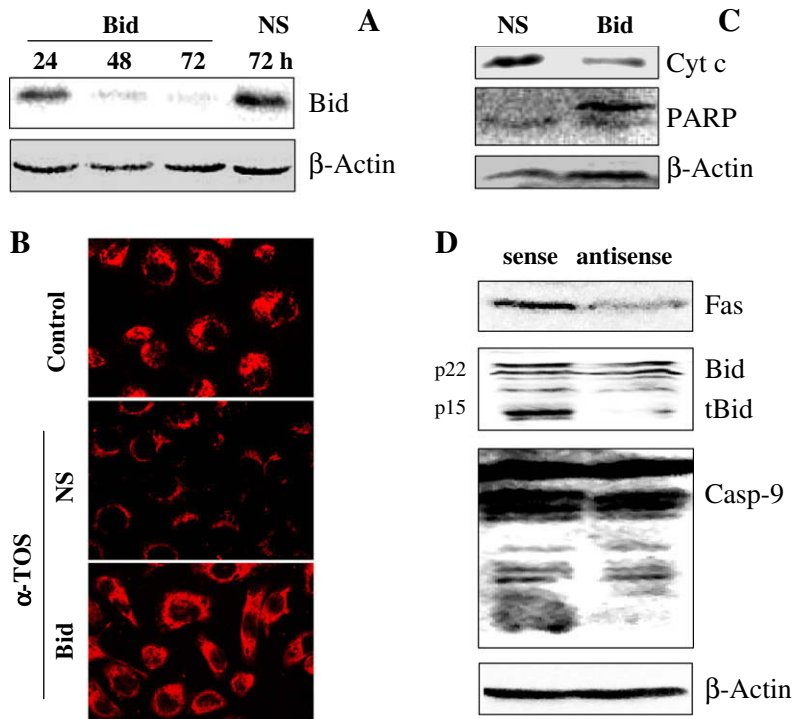 A
Bid NS
24 48 72 72 h
Bid
β-Actin
B
Control
α-TOS
NS
Bid
C
NS Bid
Cyt c
PARP
β-Actin
D
sense antisense
Fas
p22 Bid
p15 tBid
Casp-9
β-Actin